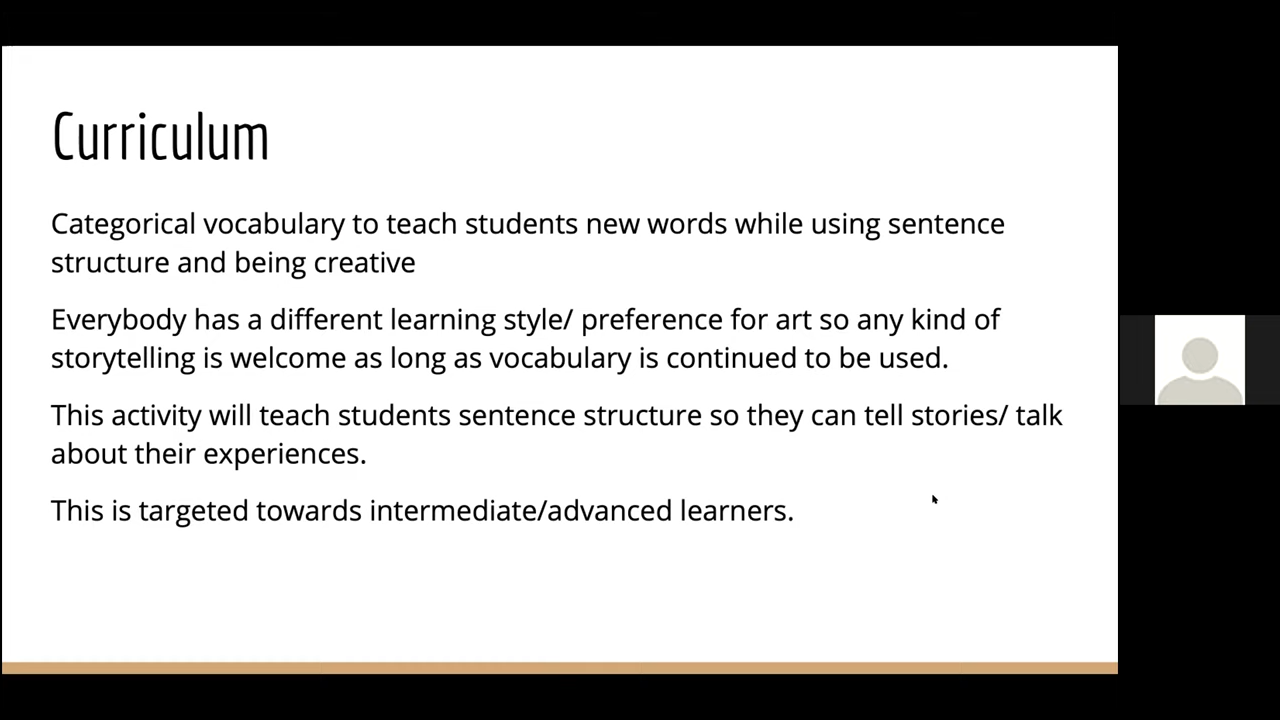 Curriculum
Categorical vocabulary to teach students new words while using sentence
structure and being creative
Everybody has a different learning style/ preference for art so any kind of
storytelling is welcome as long as vocabulary is continued to be used.
This activity will teach students sentence structure so they can tell stories/ talk
about their experiences.
This is targeted towards intermediate/advanced learners.